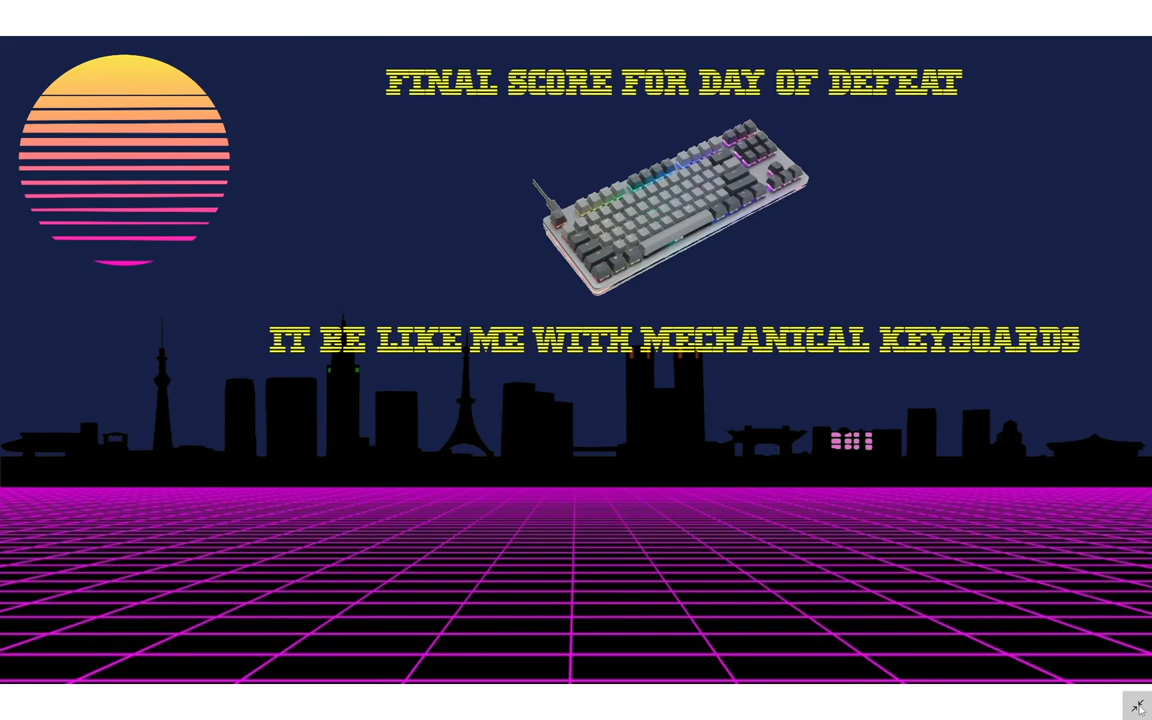 FINAL SCORE FOR DAY OF DEFEAT
IT BE LIKE ME WITH MECHANICAL KEYBOARDS